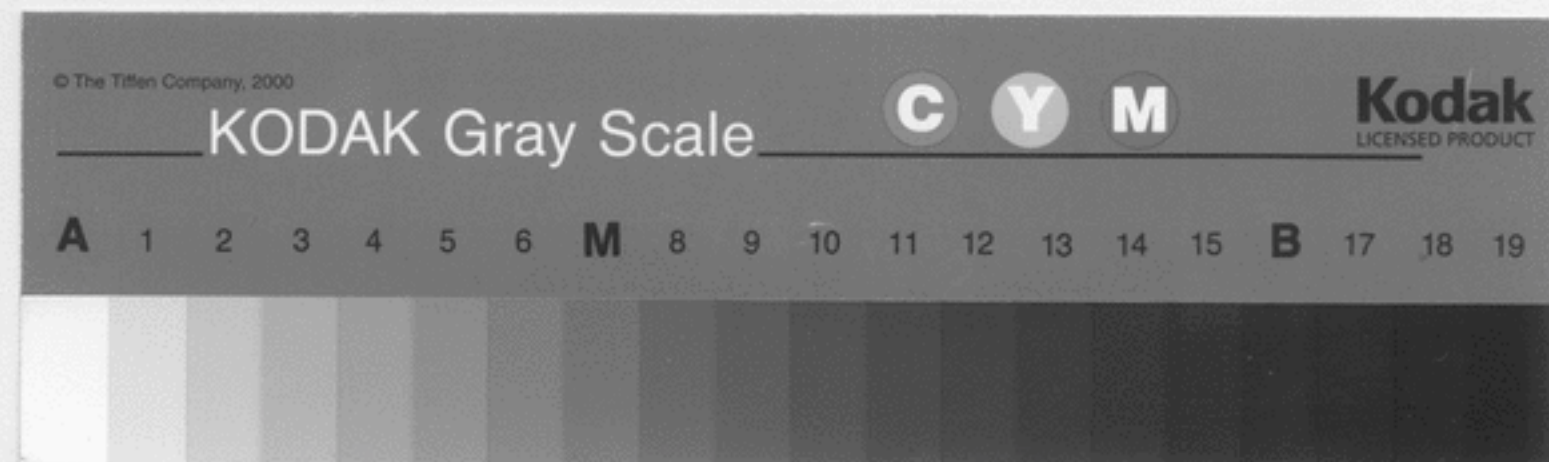 © The Tiffen Company, 2000
KODAK Gray Scale
C Y M
Kodak
LICENSED PRODUCT
A 1 2 3 4 5 6 M 8 9 10 11 12 13 14 15 B 17 18 19